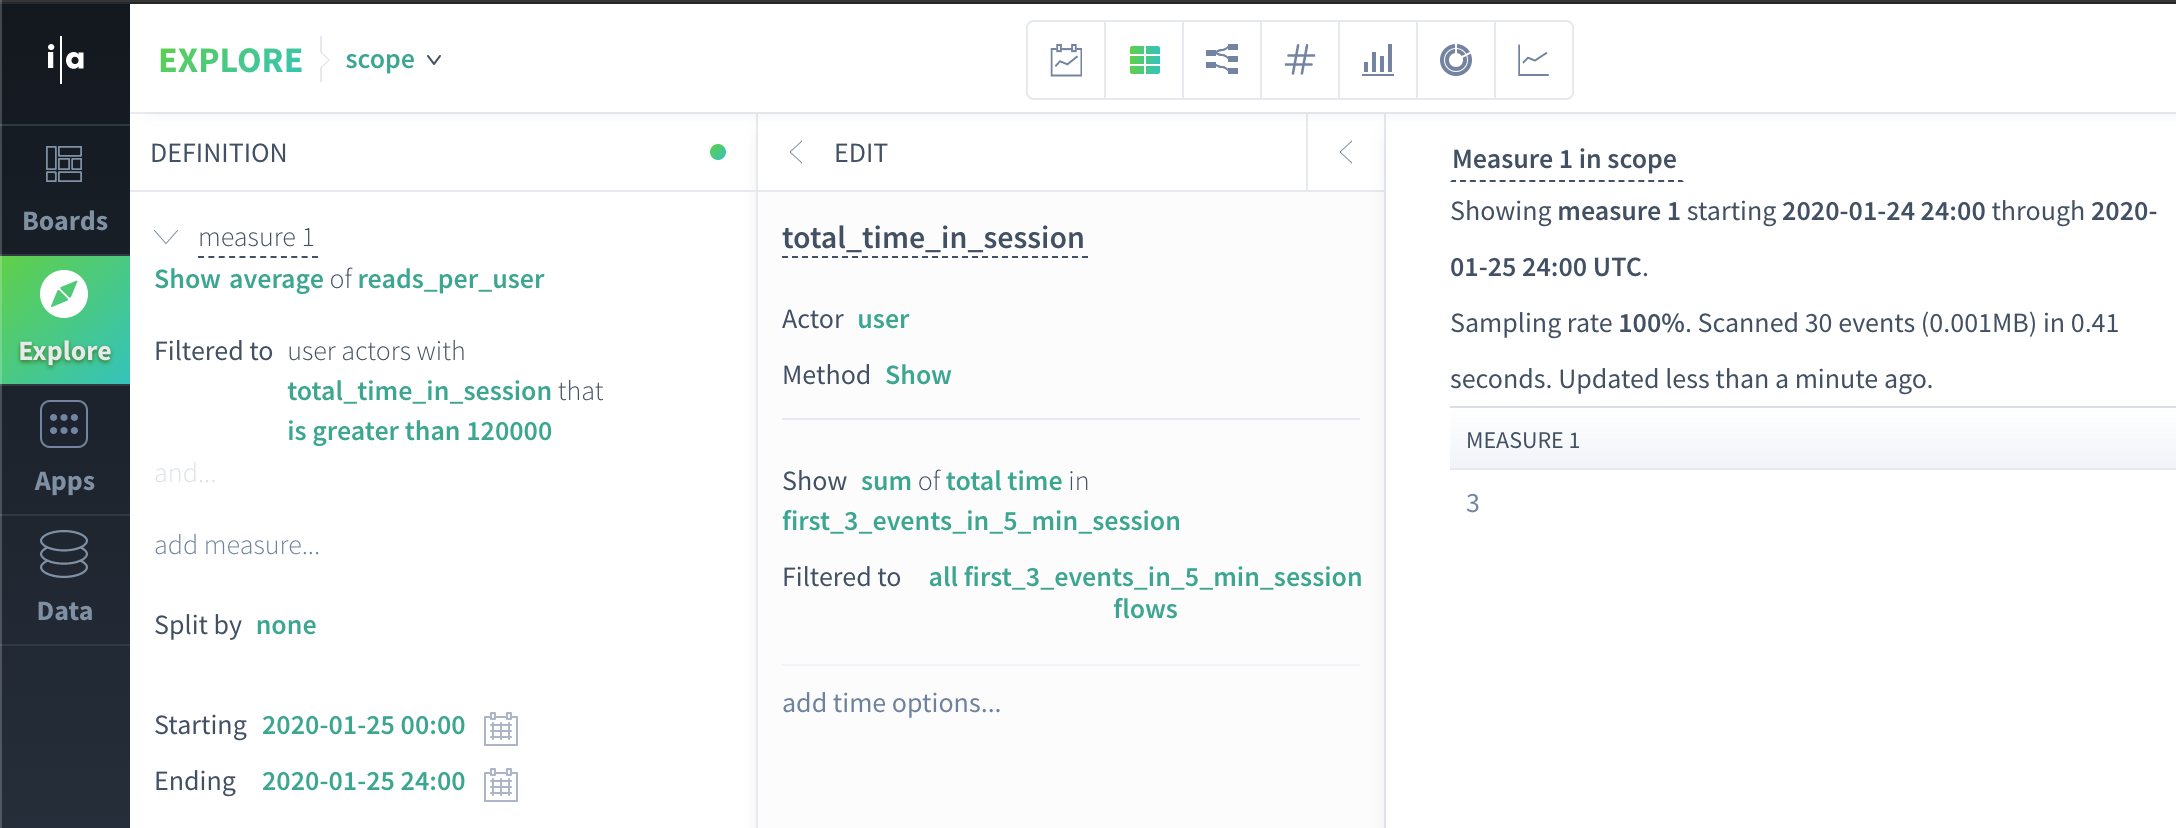 i|a
EXPLORE
scope
Boards
Explore
Apps
Data
DEFINITION
measure 1
Show average of reads_per_user
Filtered to user actors with
total_time_in_session that
is greater than 120000
and...
add measure...
Split by none
Starting 2020-01-25 00:00
Ending 2020-01-25 24:00
EDIT
total_time_in_session
Actor user
Method Show
Show sum of total time in
first_3_events_in_5_min_session
Filtered to all first_3_events_in_5_min_session
flows
add time options...
Measure 1 in scope
Showing measure 1 starting 2020-01-24 24:00 through 2020-
01-25 24:00 UTC.
Sampling rate 100%. Scanned 30 events (0.001MB) in 0.41
seconds. Updated less than a minute ago.
MEASURE 1
3